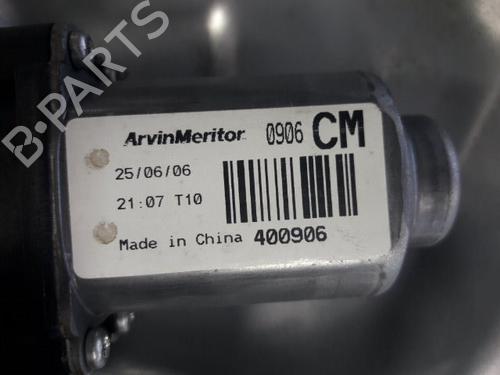 B-PARTS
ArvinMeritor 0906 CM
25/06/06
21:07 T10
Made in China 400906